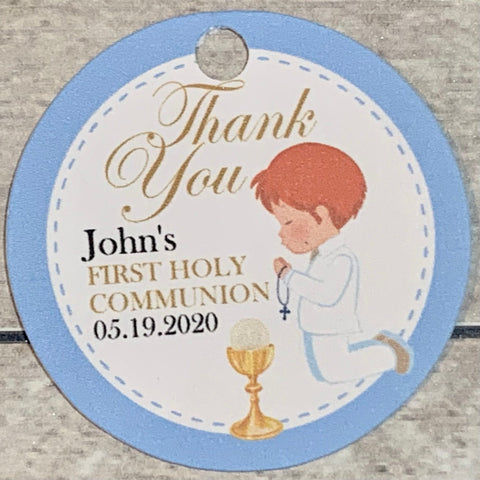 Thank
You
John's
FIRST HOLY
COMMUNION
05.19.2020